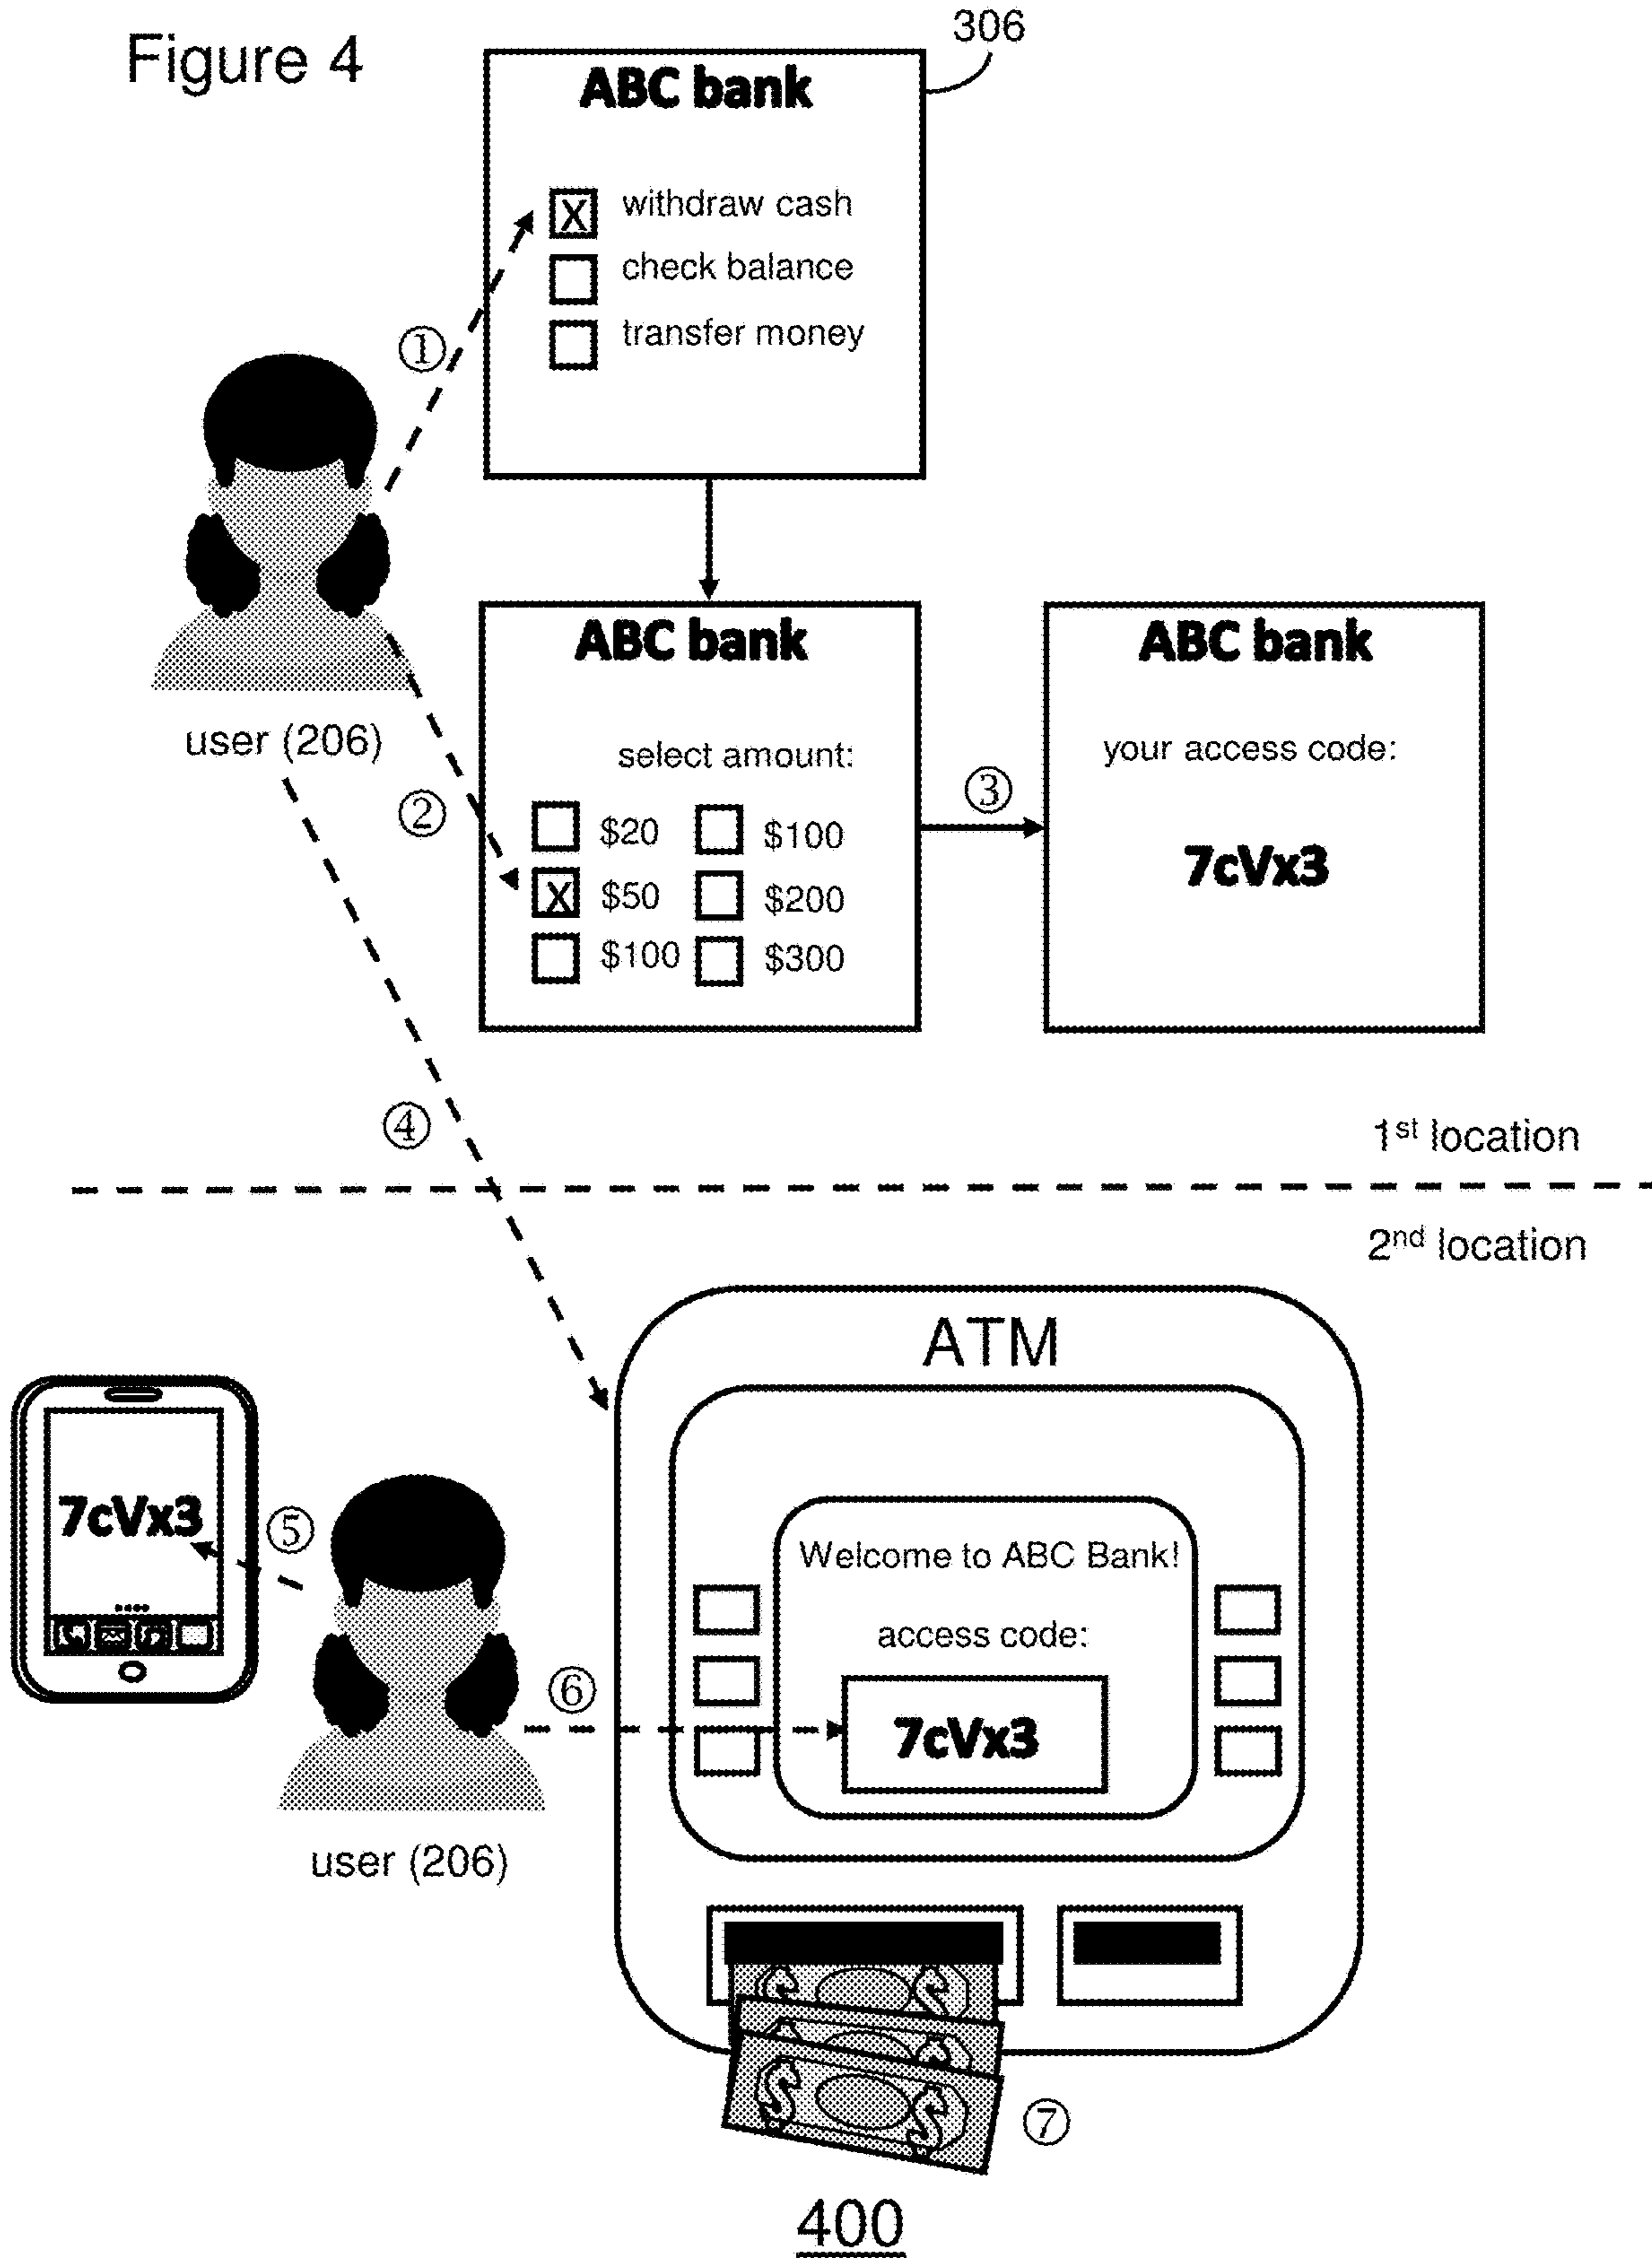 Figure 4
306
ABC bank
X withdraw cash
check balance
transfer money
①
user (206)
ABC bank
select amount:
$20 $100
X $50 $200
$100 $300
②
③
ABC bank
your access code:
7cVx3
④
1st location
2nd location
ATM
7cVx3
⑤
Welcome to ABC Bank!
access code:
7cVx3
⑥
user (206)
⑦
400